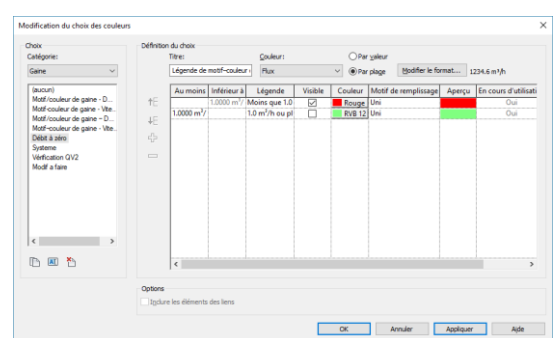 Modification du choix des couleurs
Choix
Catégorie:
Gaine
(aucun)
Motif/couleur de gaine - D...
Motif-couleur de gaine - Vite...
Motif/couleur de gaine - D...
Motif-couleur de gaine - Vite...
Débit à zéro
Systeme
Vérification QV2
Modif a faire
Définition du choix
Titre: Couleur: Par valeur
Légende de motif-couleur Flux Par plage Modifier le format... 1234.6 m³/h
Au moins Inférieur à Légende Visible Couleur Motif de remplissage Aperçu En cours d'utilisati
1.0000 m³/ Moins que 1.0 Rouge Uni Oui
1.0000 m³/ 1.0 m³/h ou pl RVB 12 Uni Oui
Options
Inclure les éléments des liens
OK Annuler Appliquer Aide